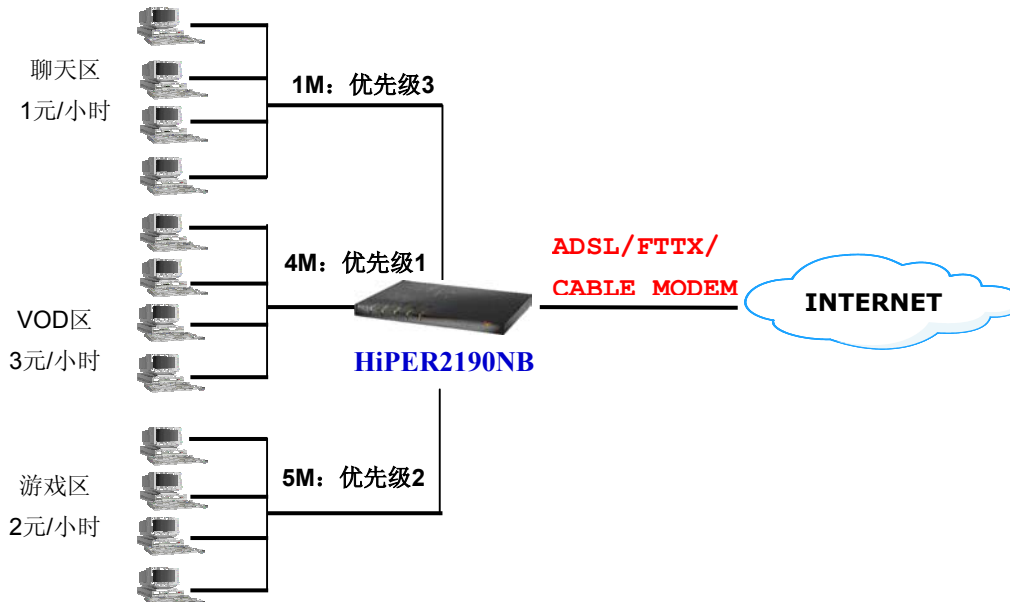 聊天区
1元/小时
1M：优先级3
VOD区
3元/小时
4M：优先级1
HiPER2190NB
ADSL/FTTX/
CABLE MODEM
INTERNET
游戏区
2元/小时
5M：优先级2